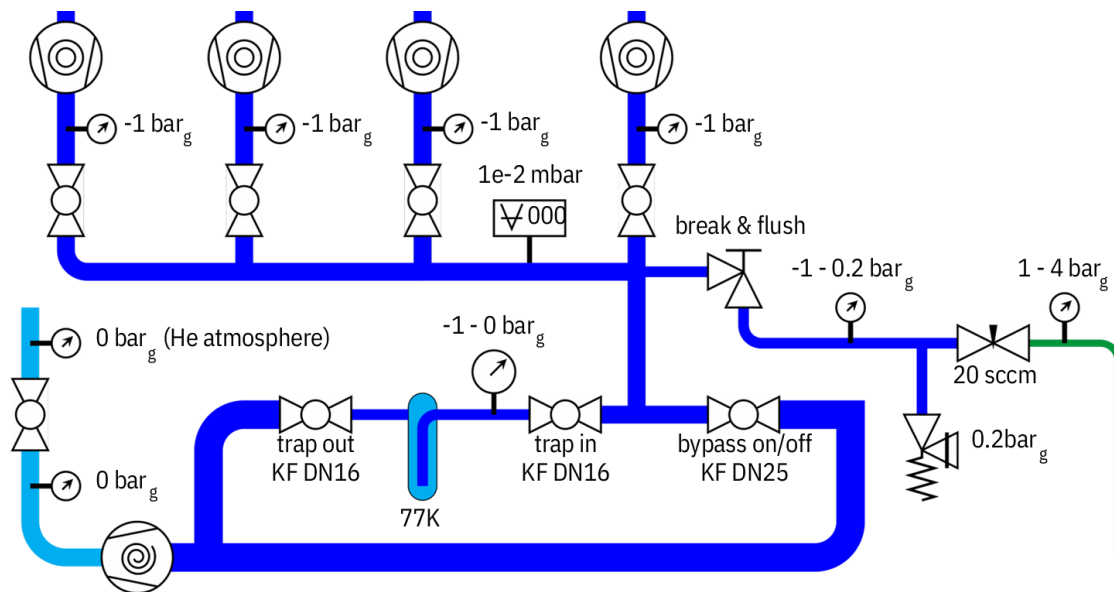 -1 barg
-1 barg
-1 barg
-1 barg
1e-2 mbar
000
break & flush
-1 - 0.2 barg
1 - 4 barg
0 barg (He atmosphere)
-1 - 0 barg
20 sccm
trap out
KF DN16
trap in
KF DN16
bypass on/off
KF DN25
0.2barg
0 barg
77K